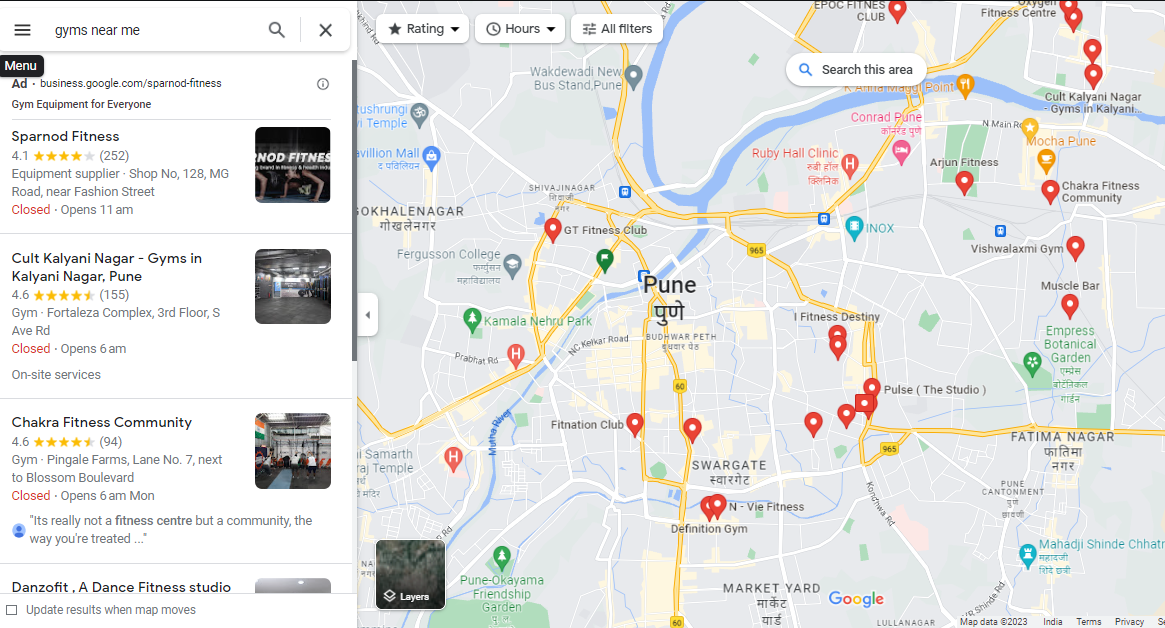 gyms near me
Menu
Ad · business.google.com/sparnod-fitness
Gym Equipment for Everyone
Sparnod Fitness
4.1 (252)
Equipment supplier · Shop No, 128, MG
Road, near Fashion Street
Closed · Opens 11 am
Cult Kalyani Nagar - Gyms in
Kalyani Nagar, Pune
4.6 (155)
Gym · Fortaleza Complex, 3rd Floor, S
Ave Rd
Closed · Opens 6 am
On-site services
Chakra Fitness Community
4.6 (94)
Gym · Pingale Farms, Lane No. 7, next
to Blossom Boulevard
Closed · Opens 6 am Mon
"Its really not a fitness centre but a community, the
way you're treated ..."
Danzofit , A Dance Fitness studio
Update results when map moves
Rating
Hours
All filters
Search this area
EPOC FITNES
CLUB
Oxygen
Fitness Centre
Wakdewadi New
Bus Stand,Pune
K Anna Maggi Point
Cult Kalyani Nagar
- Gyms in Kalyani...
Conrad Pune
कॉनरॅड पुणे
N Main Road
Mocha Pune
Ruby Hall Clinic
रुबी हॉल
क्लिनिक
Arjun Fitness
Chakra Fitness
Community
avillion Mall
द पविलियन
SHIVAJINAGAR
शिवाजी
नगर
GOKHALENAGAR
गोखलेनगर
GT Fitness Club
INOX
965
Vishwalaxmi Gym
Fergusson College
फर्ग्युसन
महाविद्यालय
Pune
पुणे
Muscle Bar
Kamala Nehru Park
I Fitness Destiny
NC Kelkar Road
BUDHWAR PETH
बुधवार पेठ
Prabhat Rd
Empress
Botanical
Garden
एम्प्रेस
बोटॅनिकल
गार्डन
60
Pulse ( The Studio )
Mutha River
Fitnation Club
965
FATIMA NAGAR
फातिमा
नगर
i Samarth
raj Temple
SWARGATE
स्वारगेट
PUNE
CANTONMENT
N - Vie Fitness
Definition Gym
Kondhwa Rd
Mahadji Shinde Chhatr
महादजी
शिंदे छत्री
Pune-Okayama
Friendship
Garden
Layers
MARKET YARD
मार्केट
यार्ड
Google
VR Shinde Rd.
LULLANAGAR
60
Map data ©2023 India Terms Privacy